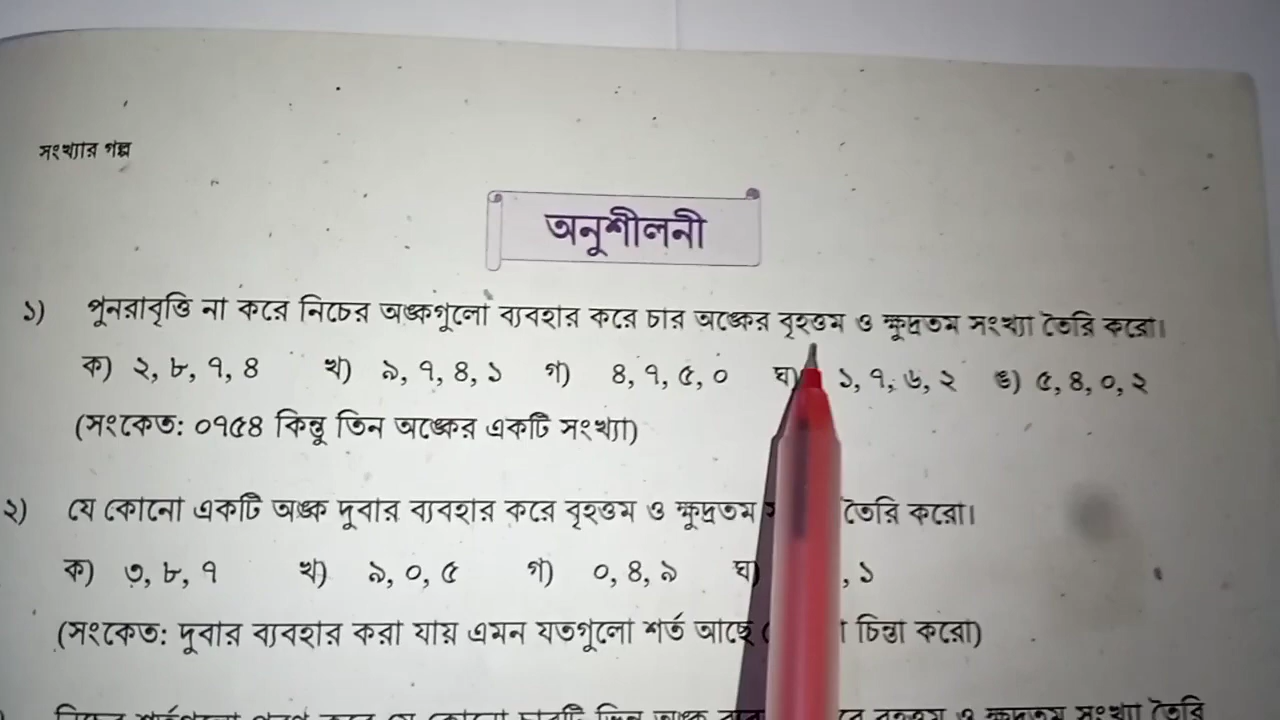 সংখ্যার গল্প
অনুশীলনী
১) পুনরাবৃত্তি না করে নিচের অঙ্কগুলো ব্যবহার করে চার অঙ্কের বৃহত্তম ও ক্ষুদ্রতম সংখ্যা তৈরি করো।
ক) ২, ৮, ৭, ৪ খ) ৯, ৭, ৪, ১ গ) ৪, ৭, ৫, ০ ঘ) ১, ৭, ৬, ২ ঙ) ৫, ৪, ০, ২
(সংকেত: ০৭৫৪ কিন্তু তিন অঙ্কের একটি সংখ্যা)
২) যে কোনো একটি অঙ্ক দুবার ব্যবহার করে বৃহত্তম ও ক্ষুদ্রতম তৈরি করো।
ক) ৩, ৮, ৭ খ) ৯, ০, ৫ গ) ০, ৪, ৯ ঘ) , ১
(সংকেত: দুবার ব্যবহার করা যায় এমন যতগুলো শর্ত আছে চিন্তা করো)